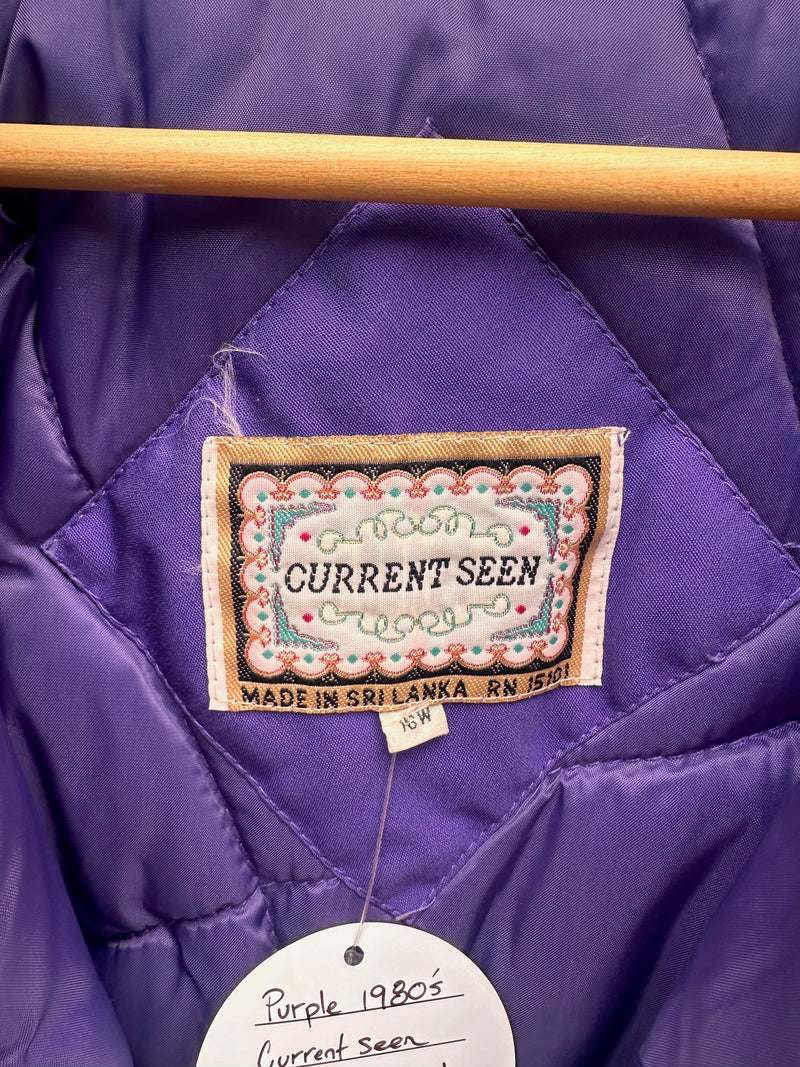 CURRENT SEEN
MADE IN SRI LANKA RN 15101
16W
Purple 1980's
Current Seen